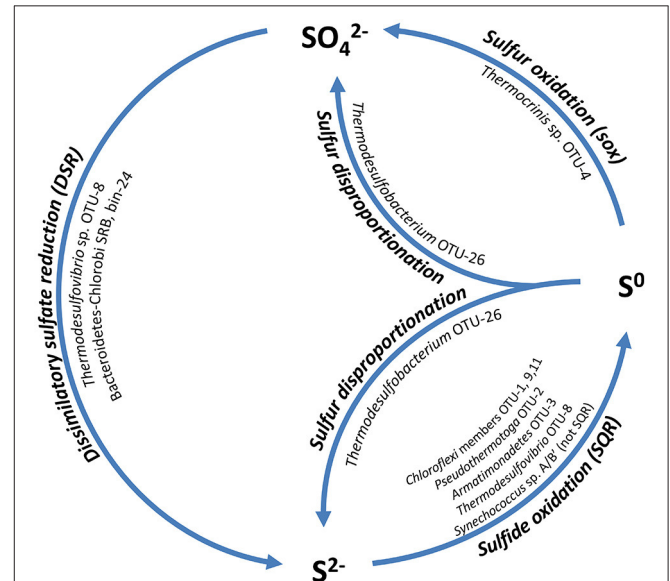 SO₄²⁻
Sulfur oxidation (sox)
Thermocrinis sp. OTU-4
Thermodesulfobacterium OTU-26
Sulfur disproportionation
Dissimilatory sulfate reduction (DSR)
Thermodesulfovibrio sp. OTU-8
Bacteroidetes-Chlorobi SRB, bin-24
S⁰
Sulfur disproportionation
Thermodesulfobacterium OTU-26
Chloroflexi members OTU-1, 9,11
Pseudothermotoga OTU-2
Armatimonadetes OTU-3
Thermodesulfovibrio OTU-8
Synechococcus sp. A/B' (not SQR)
Sulfide oxidation (SQR)
S²⁻